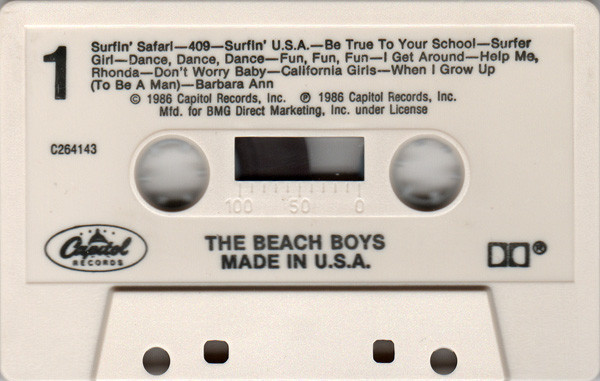 1
Surfin' Safari—409—Surfin' U.S.A.—Be True To Your School—Surfer
Girl—Dance, Dance, Dance—Fun, Fun, Fun—I Get Around—Help Me,
Rhonda—Don't Worry Baby—California Girls—When I Grow Up
(To Be A Man)—Barbara Ann
© 1986 Capitol Records, Inc. ℗ 1986 Capitol Records, Inc.
Mfd. for BMG Direct Marketing, Inc. under License
C264143
100 50 0
Capitol
RECORDS
THE BEACH BOYS
MADE IN U.S.A.
®